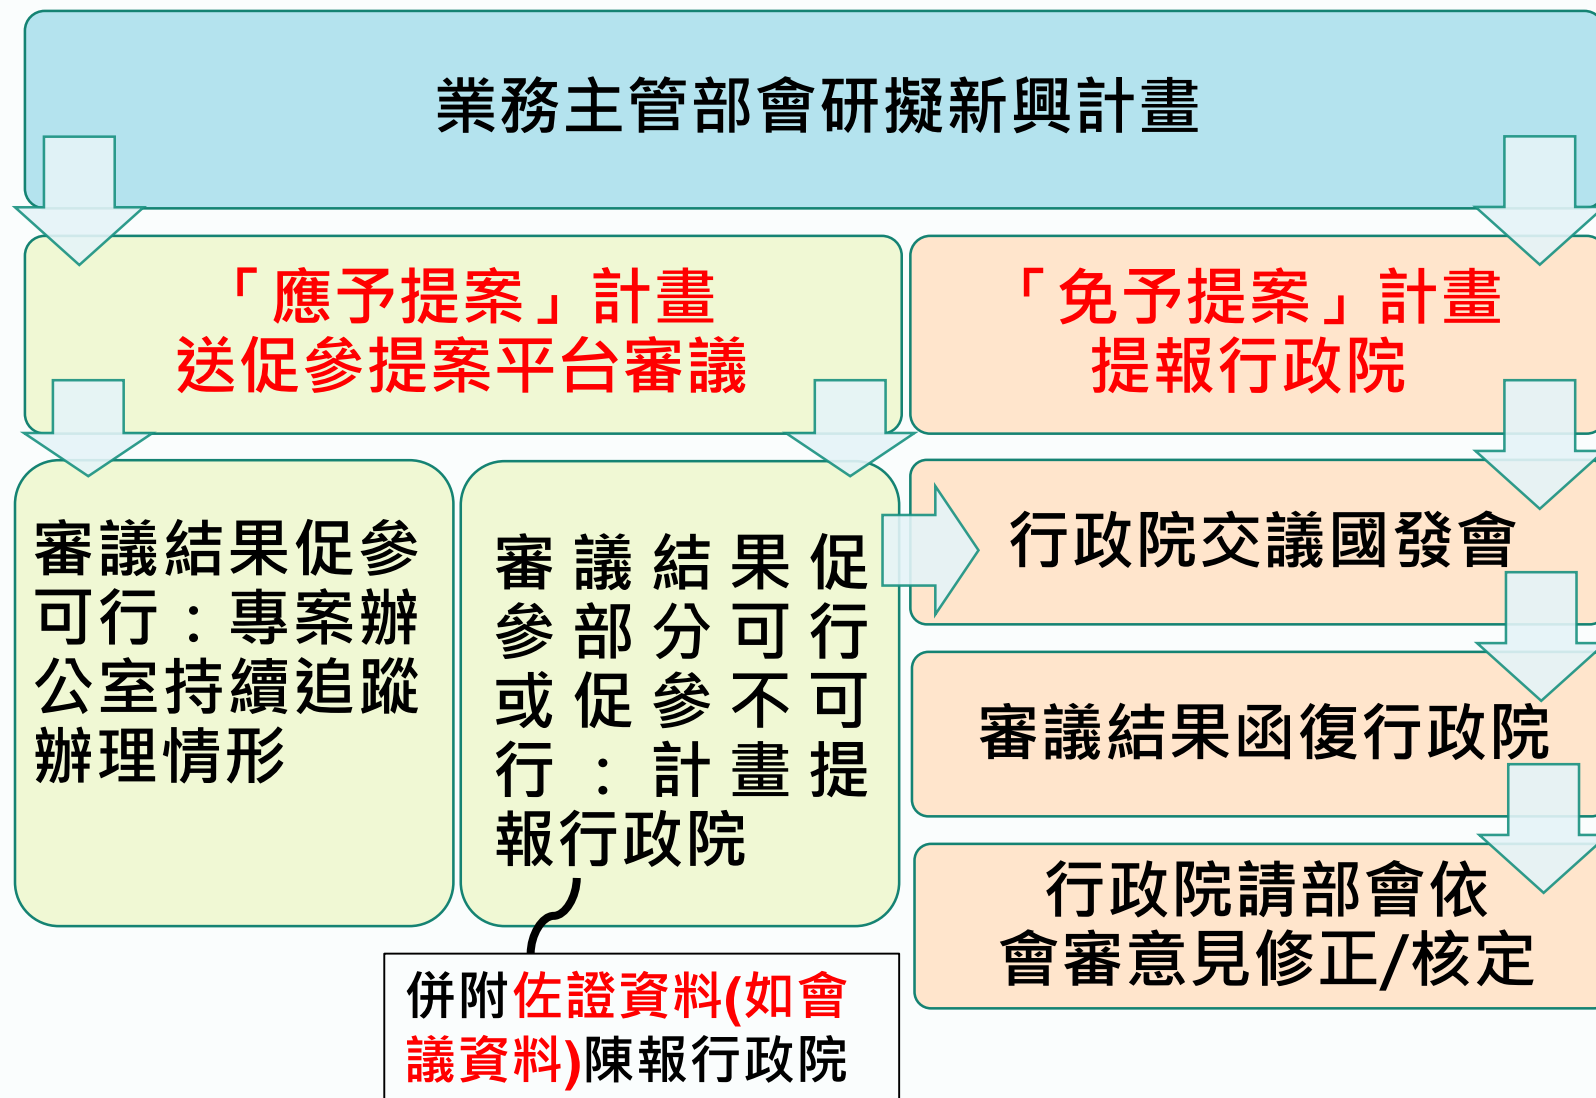 業務主管部會研擬新興計畫
「應予提案」計畫
送促參提案平台審議
「免予提案」計畫
提報行政院
審議結果促參
可行：專案辦
公室持續追蹤
辦理情形
審議結果促
參部分可行
或促參不可
行：計畫提
報行政院
併附佐證資料(如會
議資料)陳報行政院
行政院交議國發會
審議結果函復行政院
行政院請部會依
會審意見修正/核定